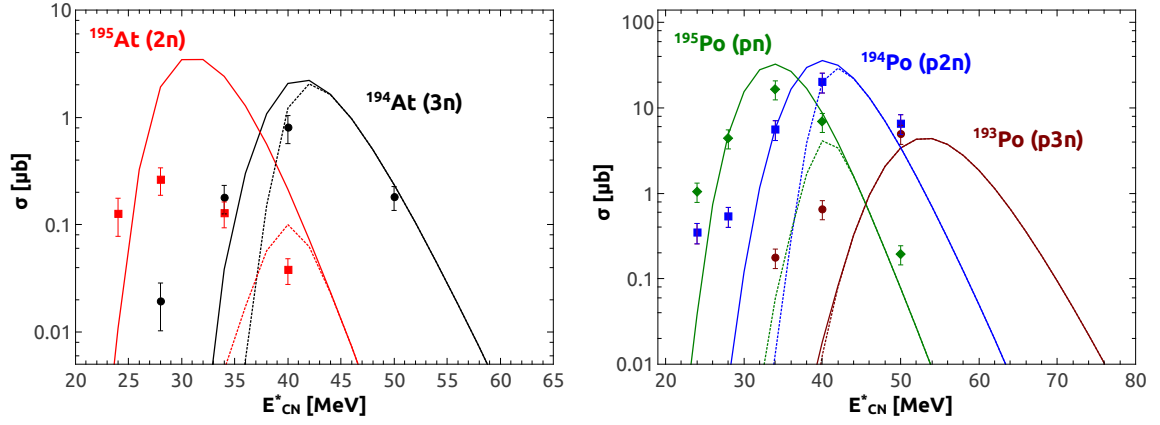 10
1
0.1
0.01
σ [μb]
¹⁹⁵At (2n)
¹⁹⁴At (3n)
20 25 30 35 40 45 50 55 60 65
E*CN [MeV]
100
10
1
0.1
0.01
σ [μb]
¹⁹⁵Po (pn)
¹⁹⁴Po (p2n)
¹⁹³Po (p3n)
20 30 40 50 60 70 80
E*CN [MeV]